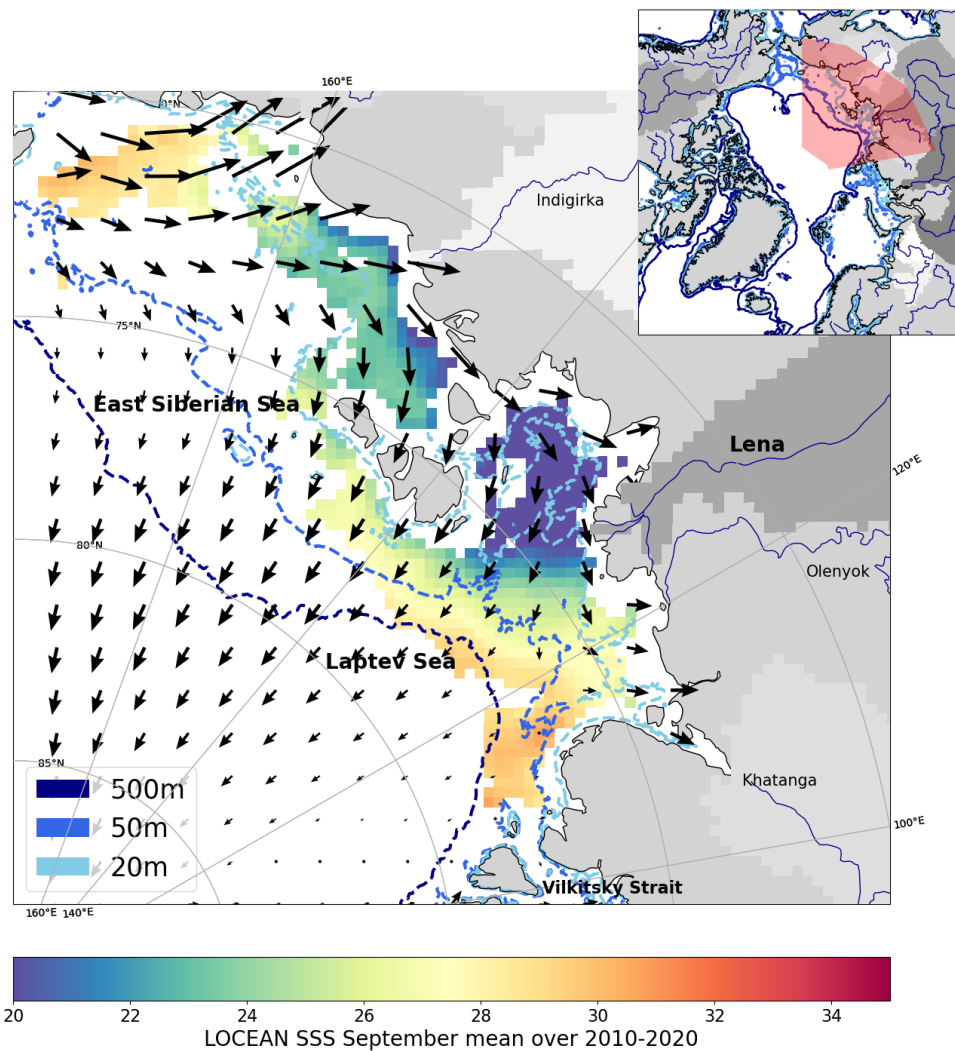 160°E
0°N
Indigirka
75°N
East Siberian Sea
Lena
120°E
80°N
Olenyok
Laptev Sea
85°N
Khatanga
500m
50m
20m
100°E
Vilkitsky Strait
160°E 140°E
20 22 24 26 28 30 32 34
LOCEAN SSS September mean over 2010-2020